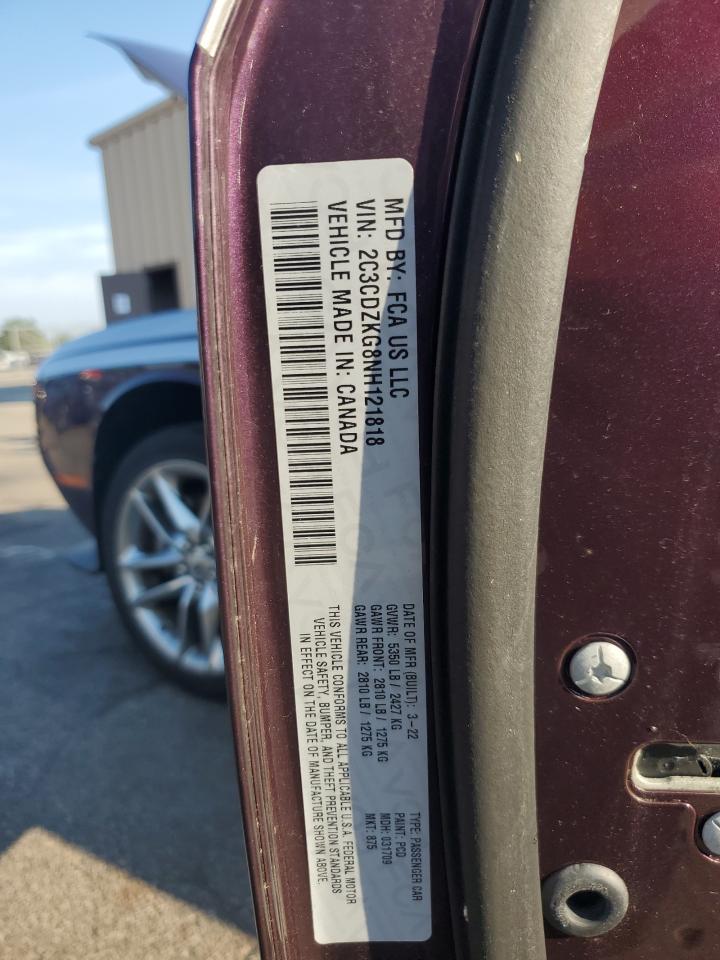 MFD BY: FCA US LLC
VIN: 2C3CDZKG8NH121818
VEHICLE MADE IN: CANADA
DATE OF MFR (BUILT): 3-22
GVWR: 5350 LB / 2427 KG
GAWR FRONT: 2810 LB / 1275 KG
GAWR REAR: 2810 LB / 1275 KG
TYPE: PASSENGER CAR
PAINT: PCD
MDH: 031709
MKT: 875
THIS VEHICLE CONFORMS TO ALL APPLICABLE U.S.A. FEDERAL MOTOR
VEHICLE SAFETY, BUMPER, AND THEFT PREVENTION STANDARDS
IN EFFECT ON THE DATE OF MANUFACTURE SHOWN ABOVE.